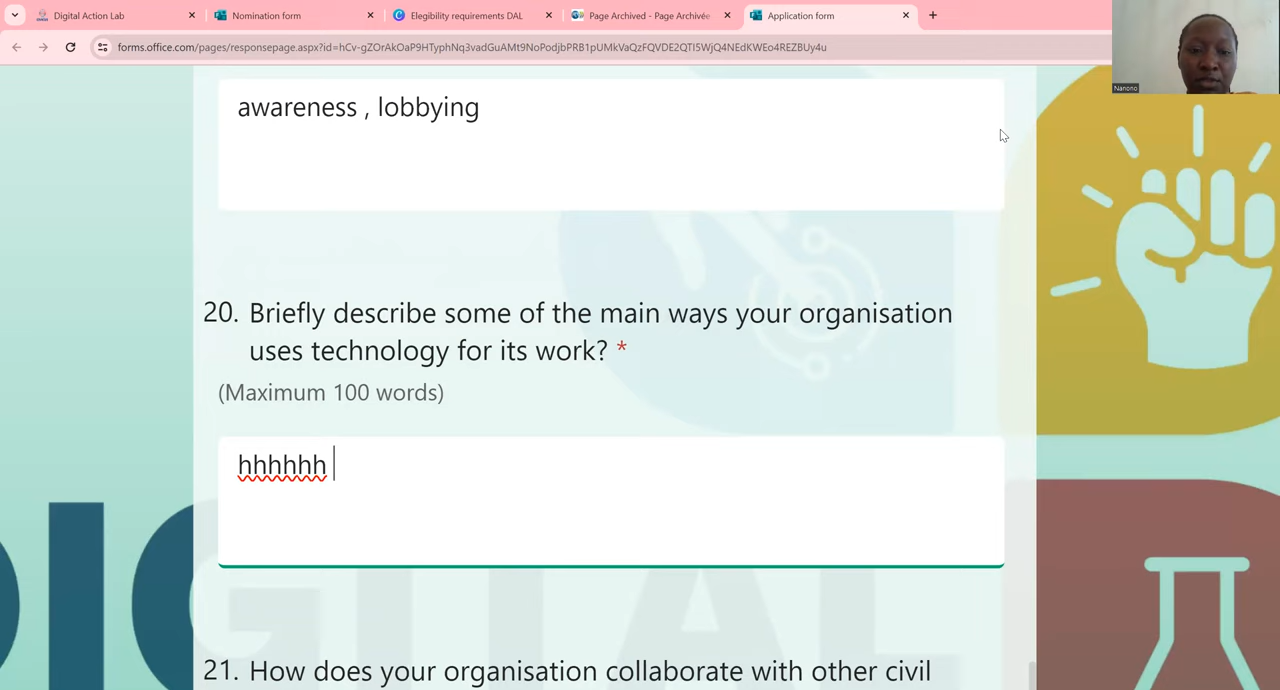 Digital Action Lab
Nomination form
Elegibility requirements DAL
Page Archived - Page Archivée
Application form
forms.office.com/pages/responsepage.aspx?id=hCv-gZOrAkOaP9HTyphNq3vadGuAMt9NoPodjbPRB1pUMkVaQzFQVDE2QTI5WjQ4NEdKWEo4REZBUy4u
Nanono
awareness , lobbying
20. Briefly describe some of the main ways your organisation
uses technology for its work? *
(Maximum 100 words)
hhhhhh
DIGITAL
21. How does your organisation collaborate with other civil